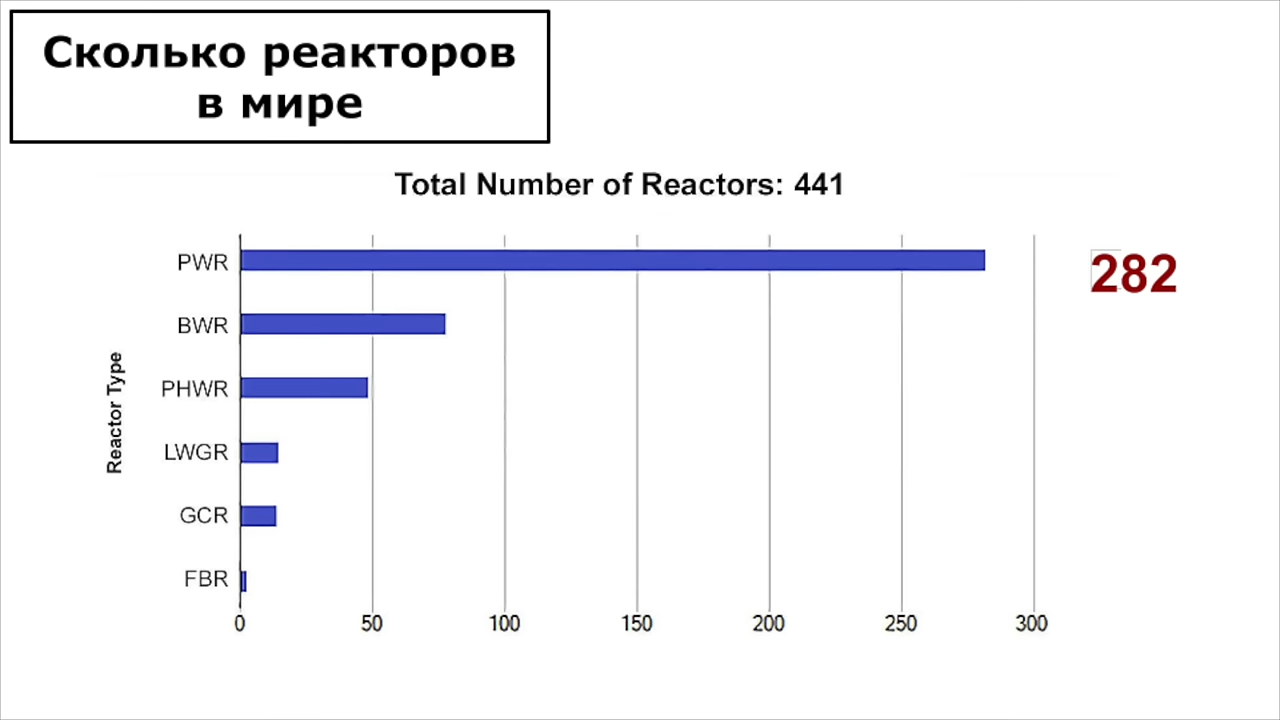 Сколько реакторов
в мире
Total Number of Reactors: 441
PWR
282
BWR
PHWR
LWGR
GCR
FBR
Reactor Type
0 50 100 150 200 250 300